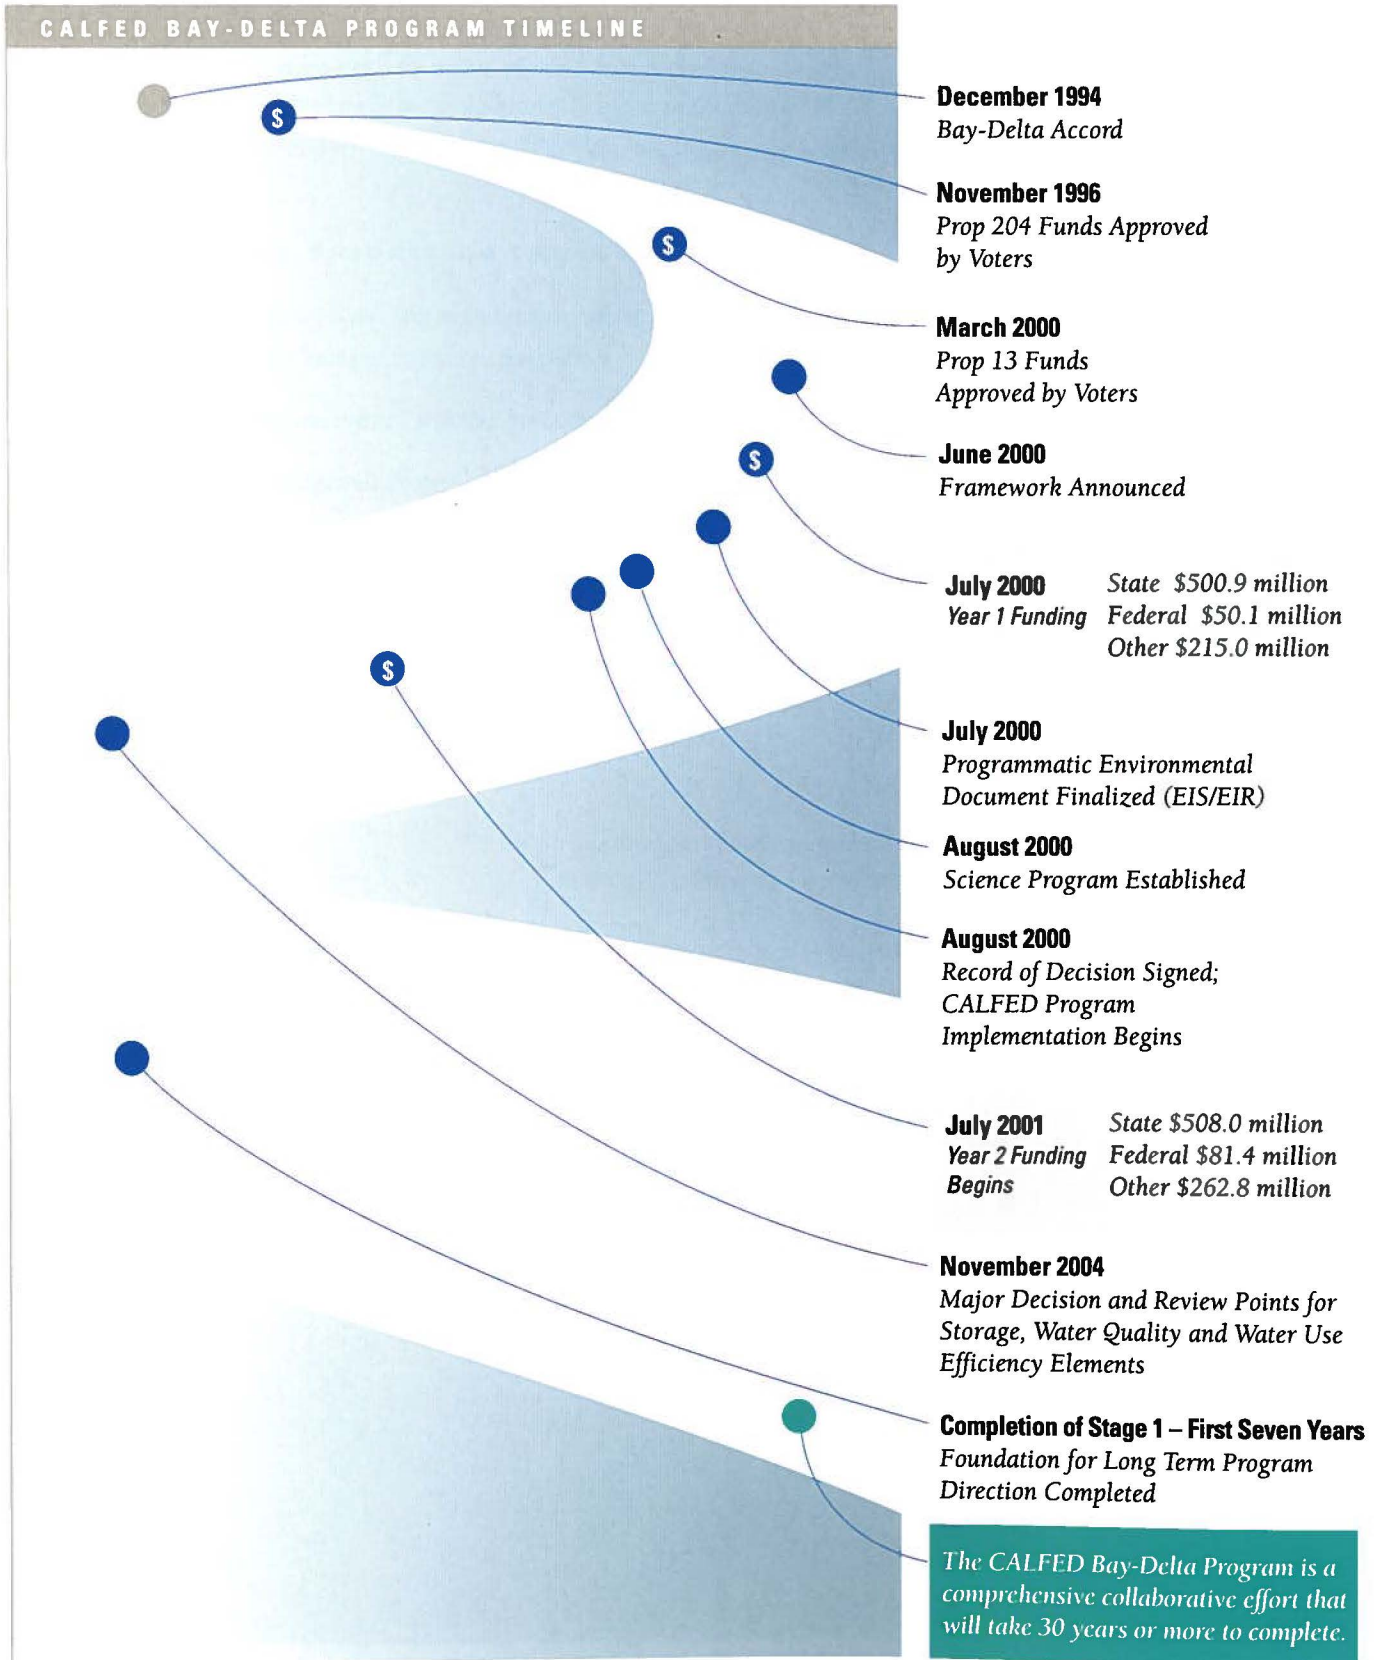 CALFED BAY-DELTA PROGRAM TIMELINE
December 1994
Bay-Delta Accord
$
November 1996
Prop 204 Funds Approved
by Voters
$
March 2000
Prop 13 Funds
Approved by Voters
June 2000
Framework Announced
$
July 2000 State $500.9 million
Year 1 Funding Federal $50.1 million
Other $215.0 million
July 2000
Programmatic Environmental
Document Finalized (EIS/EIR)
August 2000
Science Program Established
August 2000
Record of Decision Signed;
CALFED Program
Implementation Begins
$
July 2001 State $508.0 million
Year 2 Funding Federal $81.4 million
Begins Other $262.8 million
November 2004
Major Decision and Review Points for
Storage, Water Quality and Water Use
Efficiency Elements
Completion of Stage 1 – First Seven Years
Foundation for Long Term Program
Direction Completed
The CALFED Bay-Delta Program is a
comprehensive collaborative effort that
will take 30 years or more to complete.